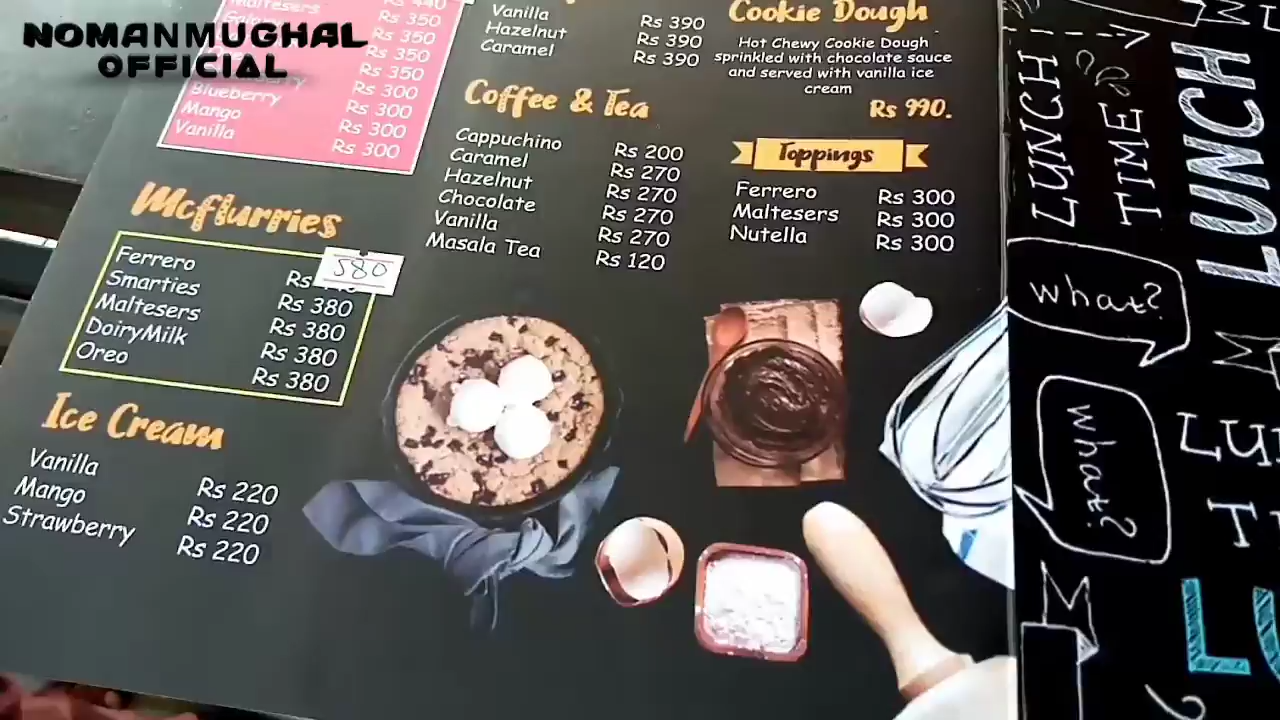 NOMANMUGHAL
OFFICIAL
Maltesers
Rs 350
Rs 350
Rs 350
Rs 350
Blueberry Rs 300
Mango Rs 300
Vanilla Rs 300
Rs 300
Mcflurries
Ferrero Rs 580
Smarties Rs 380
Maltesers Rs 380
DoiryMilk Rs 380
Oreo Rs 380
Ice Cream
Vanilla Rs 220
Mango Rs 220
Strawberry Rs 220
Vanilla Rs 390
Hazelnut Rs 390
Caramel Rs 390
Coffee & Tea
Cappuchino Rs 200
Caramel Rs 270
Hazelnut Rs 270
Chocolate Rs 270
Vanilla Rs 270
Masala Tea Rs 120
Cookie Dough
Hot Chewy Cookie Dough
sprinkled with chocolate sauce
and served with vanilla ice
cream
Rs 990.
Toppings
Ferrero Rs 300
Maltesers Rs 300
Nutella Rs 300
LUNCH
TIME
LUNCH
what?
what?